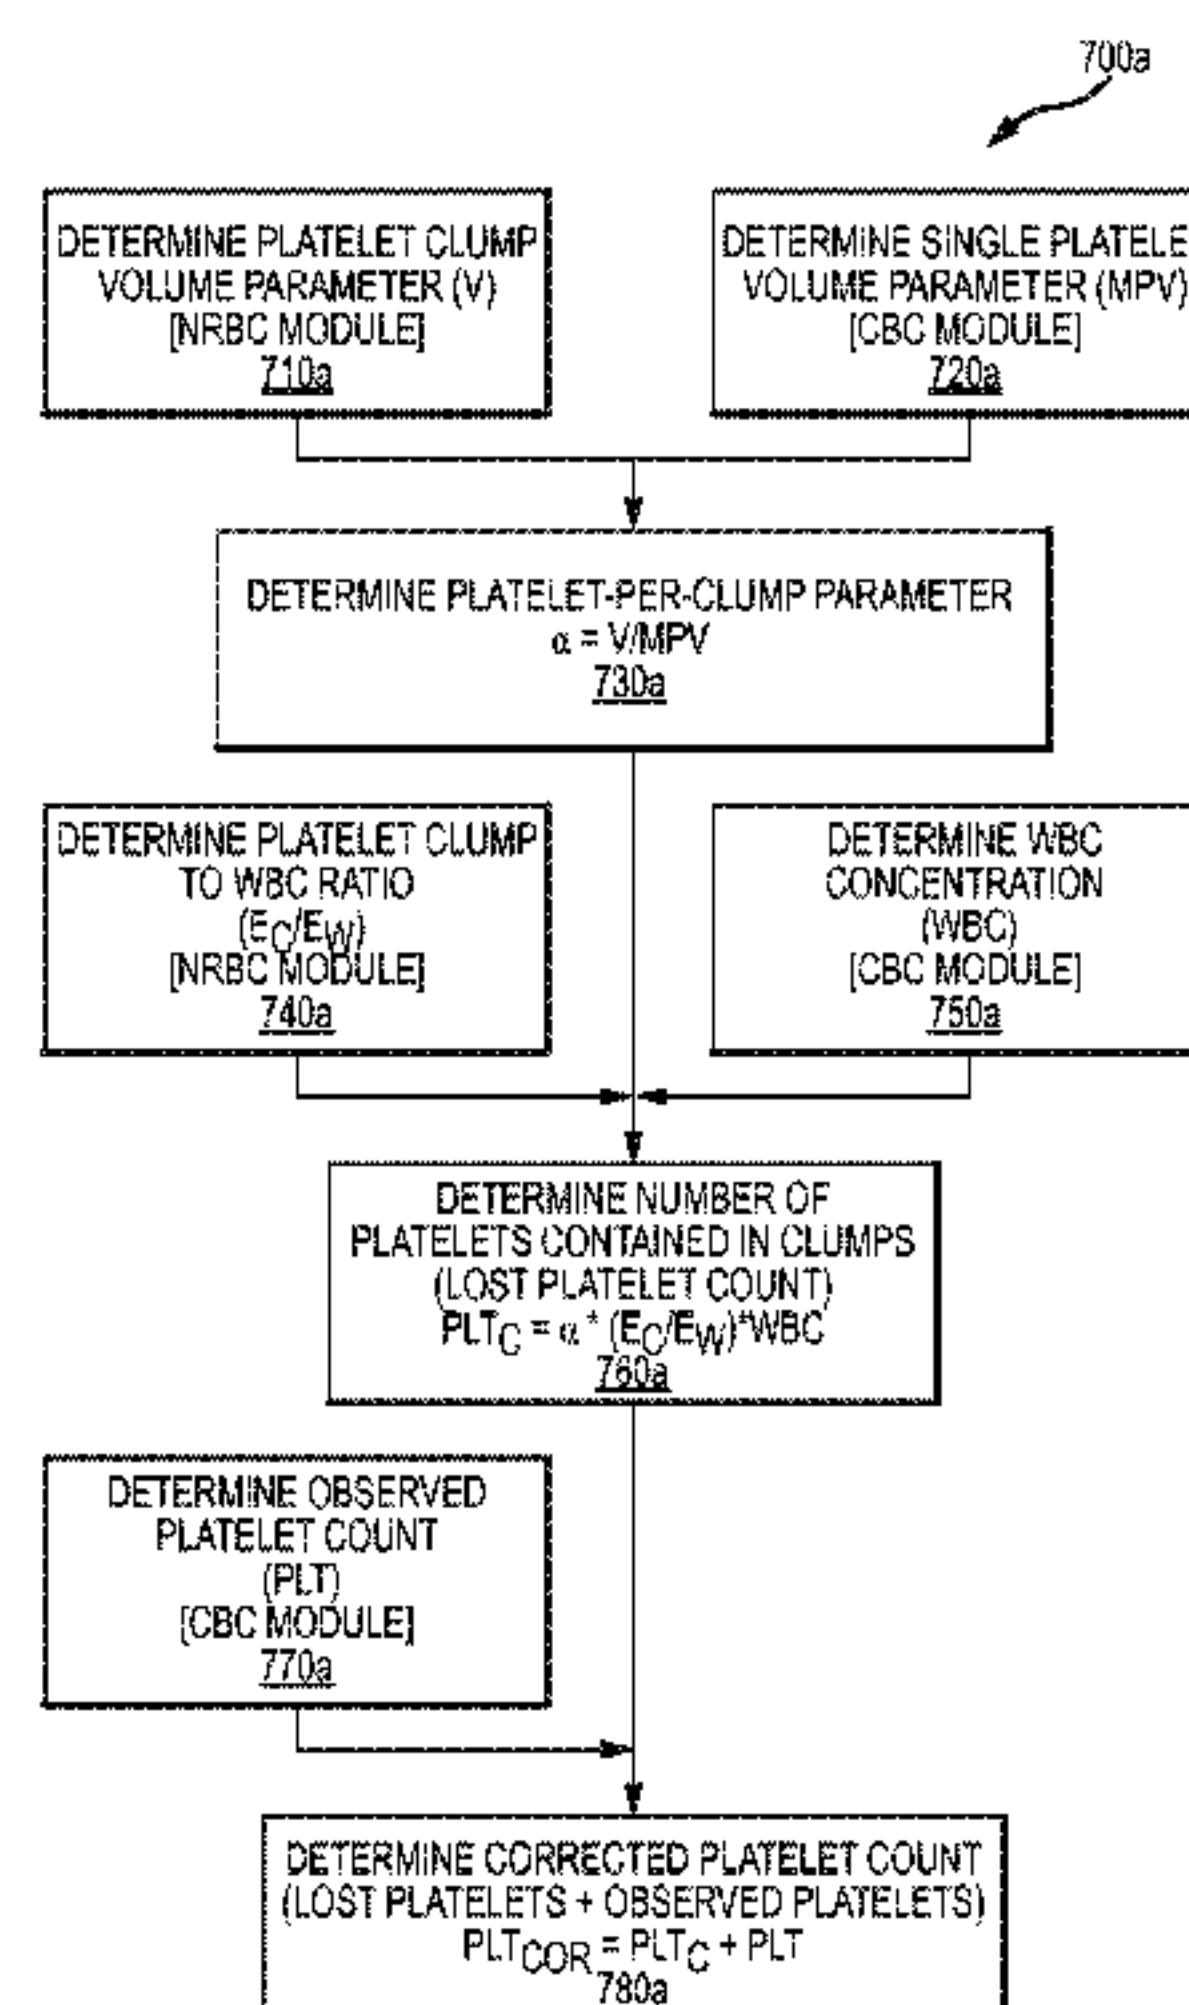 700a
DETERMINE PLATELET CLUMP
VOLUME PARAMETER (V)
[NRBC MODULE]
710a
DETERMINE SINGLE PLATELE
VOLUME PARAMETER (MPV)
[CBC MODULE]
720a
DETERMINE PLATELET-PER-CLUMP PARAMETER
α = V/MPV
730a
DETERMINE PLATELET CLUMP
TO WBC RATIO
(EC/EW)
[NRBC MODULE]
740a
DETERMINE WBC
CONCENTRATION
(WBC)
[CBC MODULE]
750a
DETERMINE NUMBER OF
PLATELETS CONTAINED IN CLUMPS
(LOST PLATELET COUNT)
PLTC = α * (EC/EW)*WBC
760a
DETERMINE OBSERVED
PLATELET COUNT
(PLT)
[CBC MODULE]
770a
DETERMINE CORRECTED PLATELET COUNT
(LOST PLATELETS + OBSERVED PLATELETS)
PLTCOR = PLTC + PLT
780a